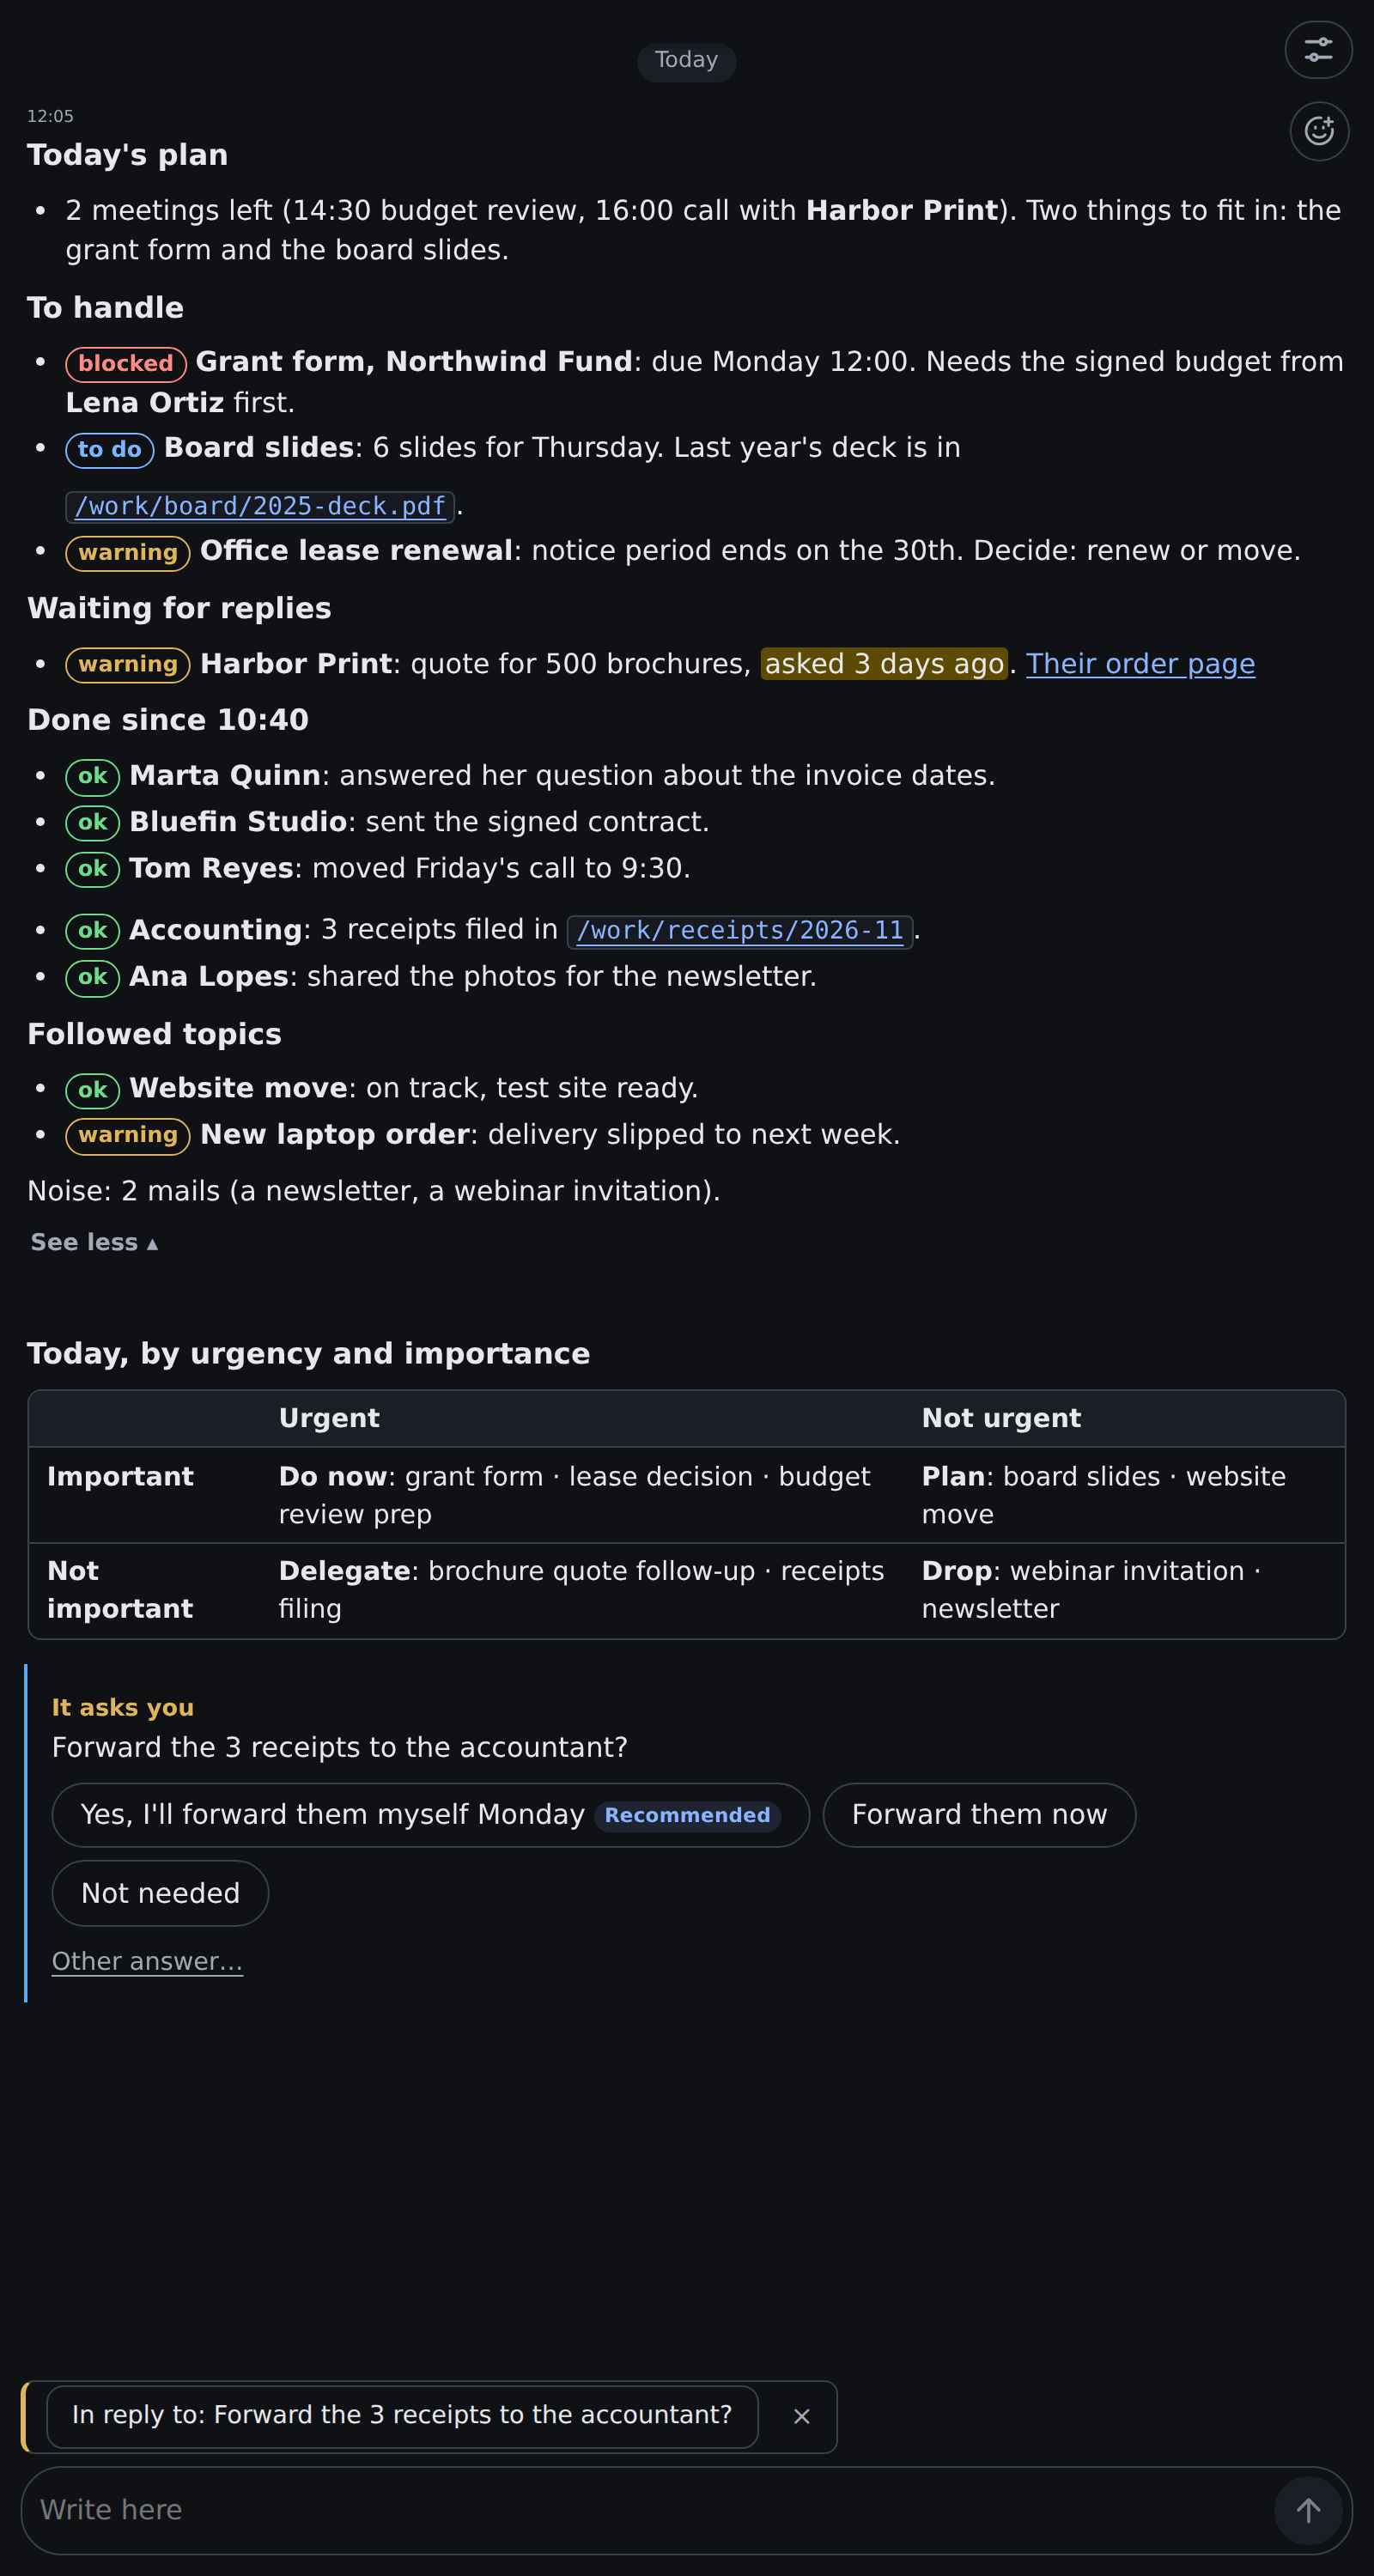 Today
12:05
Today's plan
• 2 meetings left (14:30 budget review, 16:00 call with Harbor Print). Two things to fit in: the
grant form and the board slides.
To handle
• blocked Grant form, Northwind Fund: due Monday 12:00. Needs the signed budget from
Lena Ortiz first.
• to do Board slides: 6 slides for Thursday. Last year's deck is in
/work/board/2025-deck.pdf.
• warning Office lease renewal: notice period ends on the 30th. Decide: renew or move.
Waiting for replies
• warning Harbor Print: quote for 500 brochures, asked 3 days ago. Their order page
Done since 10:40
• ok Marta Quinn: answered her question about the invoice dates.
• ok Bluefin Studio: sent the signed contract.
• ok Tom Reyes: moved Friday's call to 9:30.
• ok Accounting: 3 receipts filed in /work/receipts/2026-11.
• ok Ana Lopes: shared the photos for the newsletter.
Followed topics
• ok Website move: on track, test site ready.
• warning New laptop order: delivery slipped to next week.
Noise: 2 mails (a newsletter, a webinar invitation).
See less ▴
Today, by urgency and importance
Urgent Not urgent
Important Do now: grant form · lease decision · budget review prep Plan: board slides · website move
Not important Delegate: brochure quote follow-up · receipts filing Drop: webinar invitation · newsletter
It asks you
Forward the 3 receipts to the accountant?
Yes, I'll forward them myself Monday Recommended Forward them now
Not needed
Other answer…
In reply to: Forward the 3 receipts to the accountant? ×
Write here